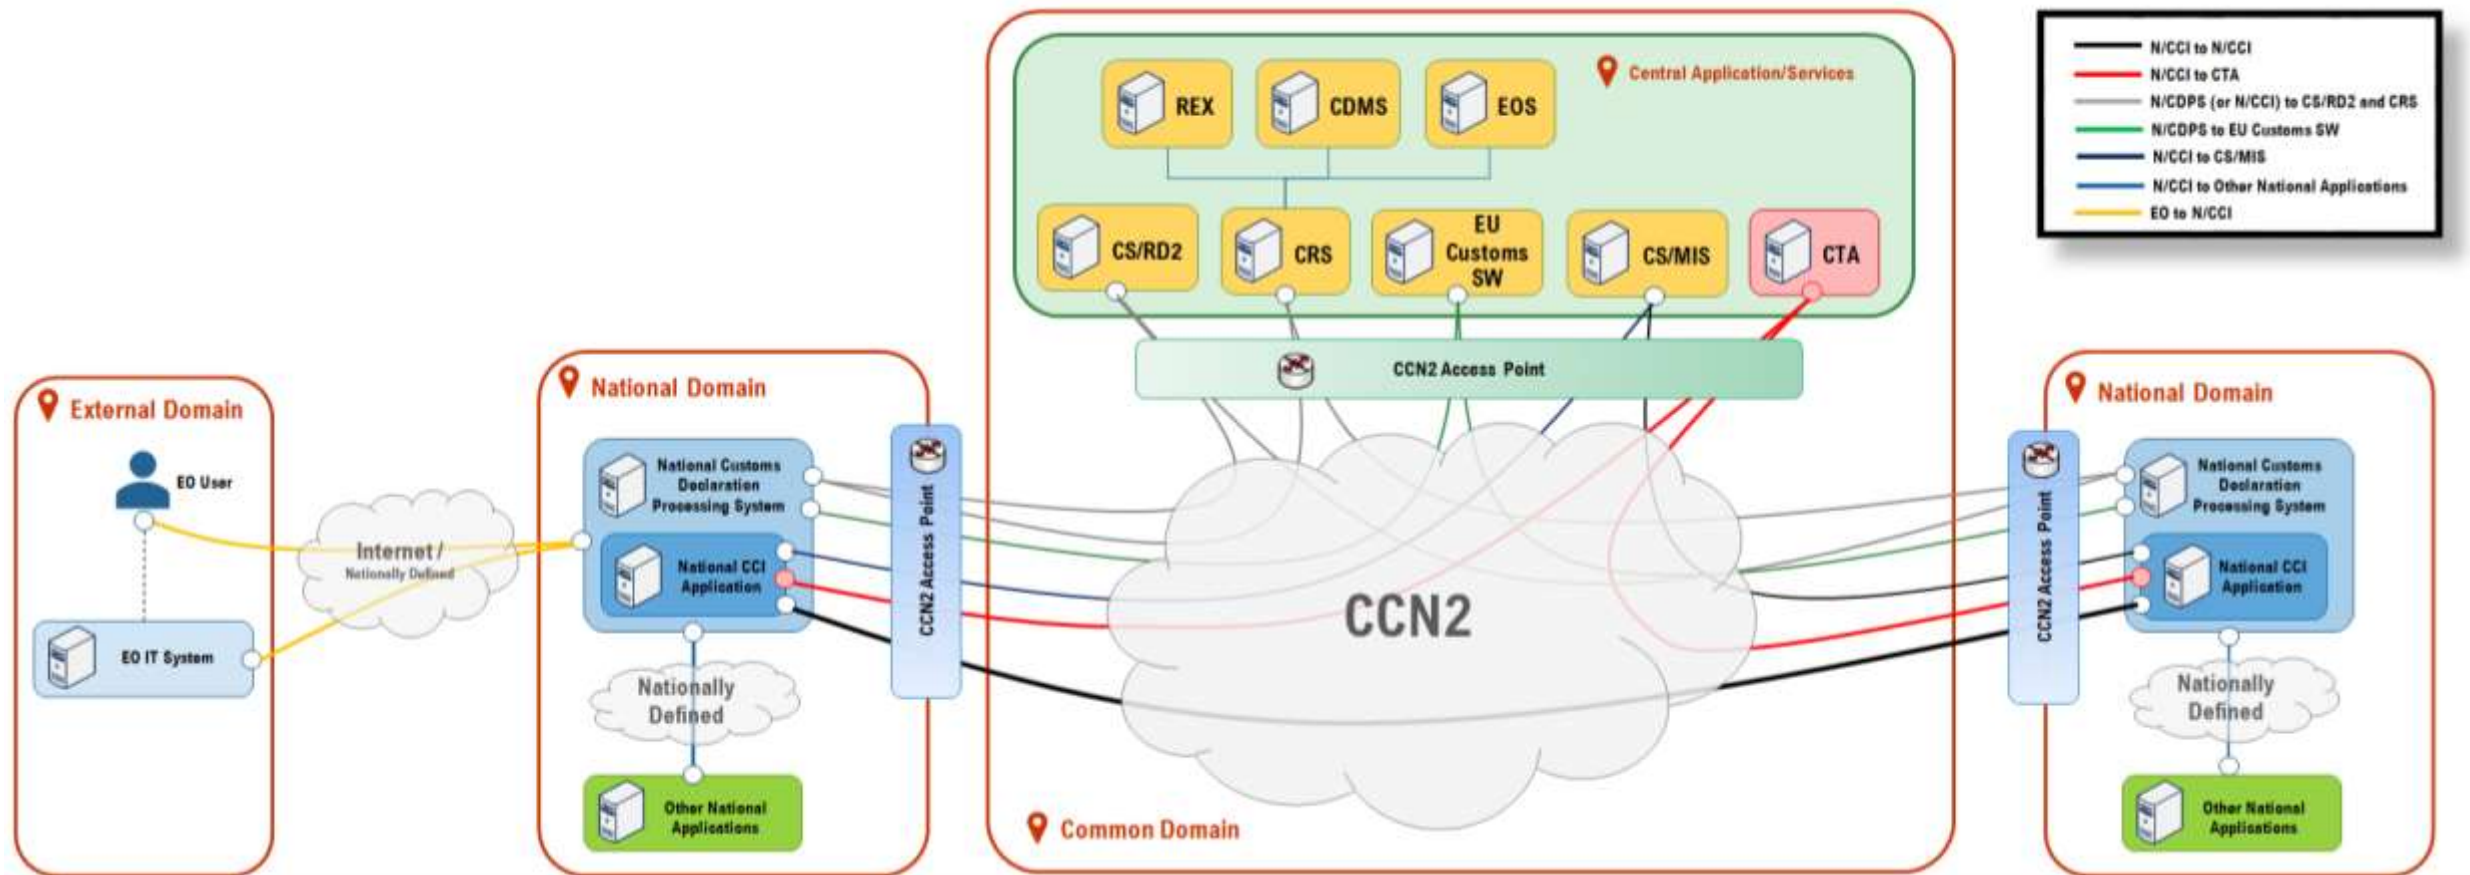 N/CCI to N/CCI
N/CCI to CTA
N/CDPS (or N/CCI) to CS/RD2 and CRS
N/CDPS to EU Customs SW
N/CCI to CS/MIS
N/CCI to Other National Applications
EO to N/CCI
Central Application/Services
REX
CDMS
EOS
CS/RD2
CRS
EU
Customs
SW
CS/MIS
CTA
CCN2 Access Point
External Domain
EO User
EO IT System
Internet /
Nationally Defined
National Domain
National Customs
Declaration
Processing System
National CCI
Application
Nationally
Defined
Other National
Applications
CCN2 Access Point
CCN2
Common Domain
CCN2 Access Point
National Domain
National Customs
Declaration
Processing System
National CCI
Application
Nationally
Defined
Other National
Applications